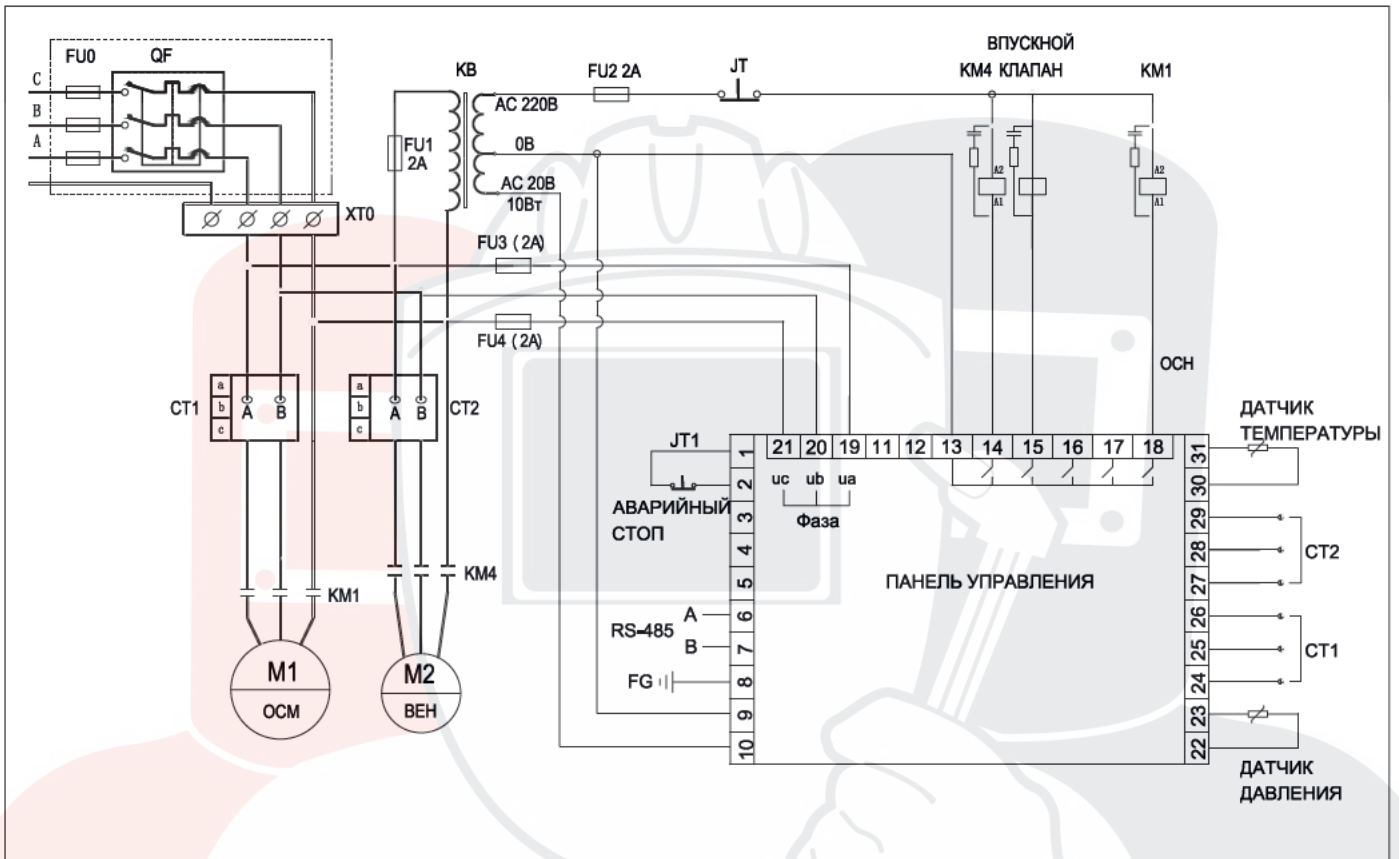 FU0
QF
C
B
A
XT0
KB
FU1
2A
AC 220B
0B
AC 20B
10Вт
FU2 2A
JT
ВПУСКНОЙ
KM4 КЛАПАН
KM1
A2
A1
A2
A1
FU3 ( 2A)
FU4 ( 2A)
ОСН
CT1
a
b
c
A
B
a
b
c
A
B
CT2
KM1
KM4
M1
ОСМ
M2
ВЕН
JT1
АВАРИЙНЫЙ
СТОП
21
20
19
11
12
13
14
15
16
17
18
uc
ub
ua
Фаза
1
2
3
4
5
6
7
8
9
10
A
RS-485
B
FG
ПАНЕЛЬ УПРАВЛЕНИЯ
31
30
29
28
27
26
25
24
23
22
ДАТЧИК
ТЕМПЕРАТУРЫ
CT2
CT1
ДАТЧИК
ДАВЛЕНИЯ